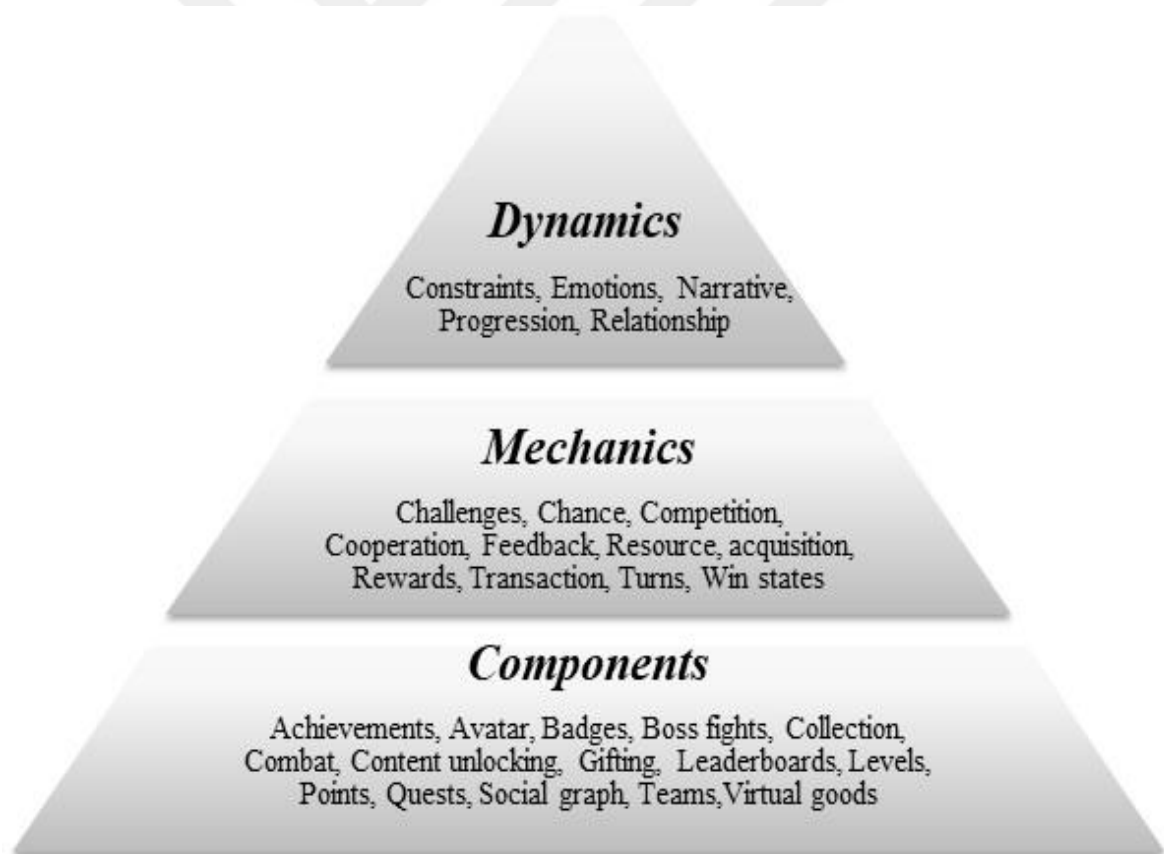 Dynamics
Constraints, Emotions, Narrative,
Progression, Relationship
Mechanics
Challenges, Chance, Competition,
Cooperation, Feedback, Resource, acquisition,
Rewards, Transaction, Turns, Win states
Components
Achievements, Avatar, Badges, Boss fights, Collection,
Combat, Content unlocking, Gifting, Leaderboards, Levels,
Points, Quests, Social graph, Teams,Virtual goods